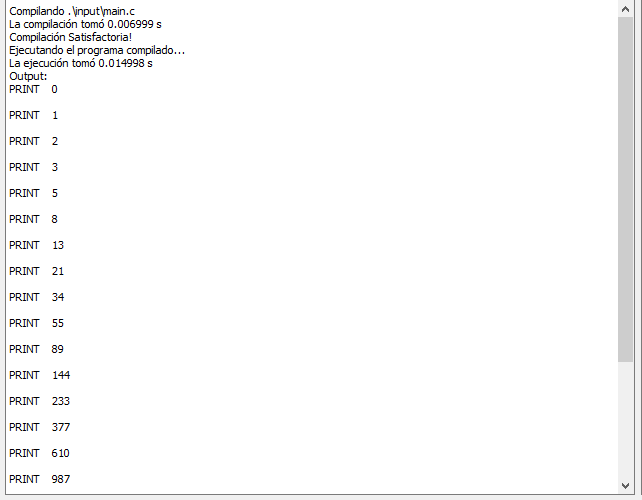 Compilando .\input\main.c
La compilación tomó 0.006999 s
Compilación Satisfactoria!
Ejecutando el programa compilado...
La ejecución tomó 0.014998 s
Output:
PRINT 0
PRINT 1
PRINT 2
PRINT 3
PRINT 5
PRINT 8
PRINT 13
PRINT 21
PRINT 34
PRINT 55
PRINT 89
PRINT 144
PRINT 233
PRINT 377
PRINT 610
PRINT 987